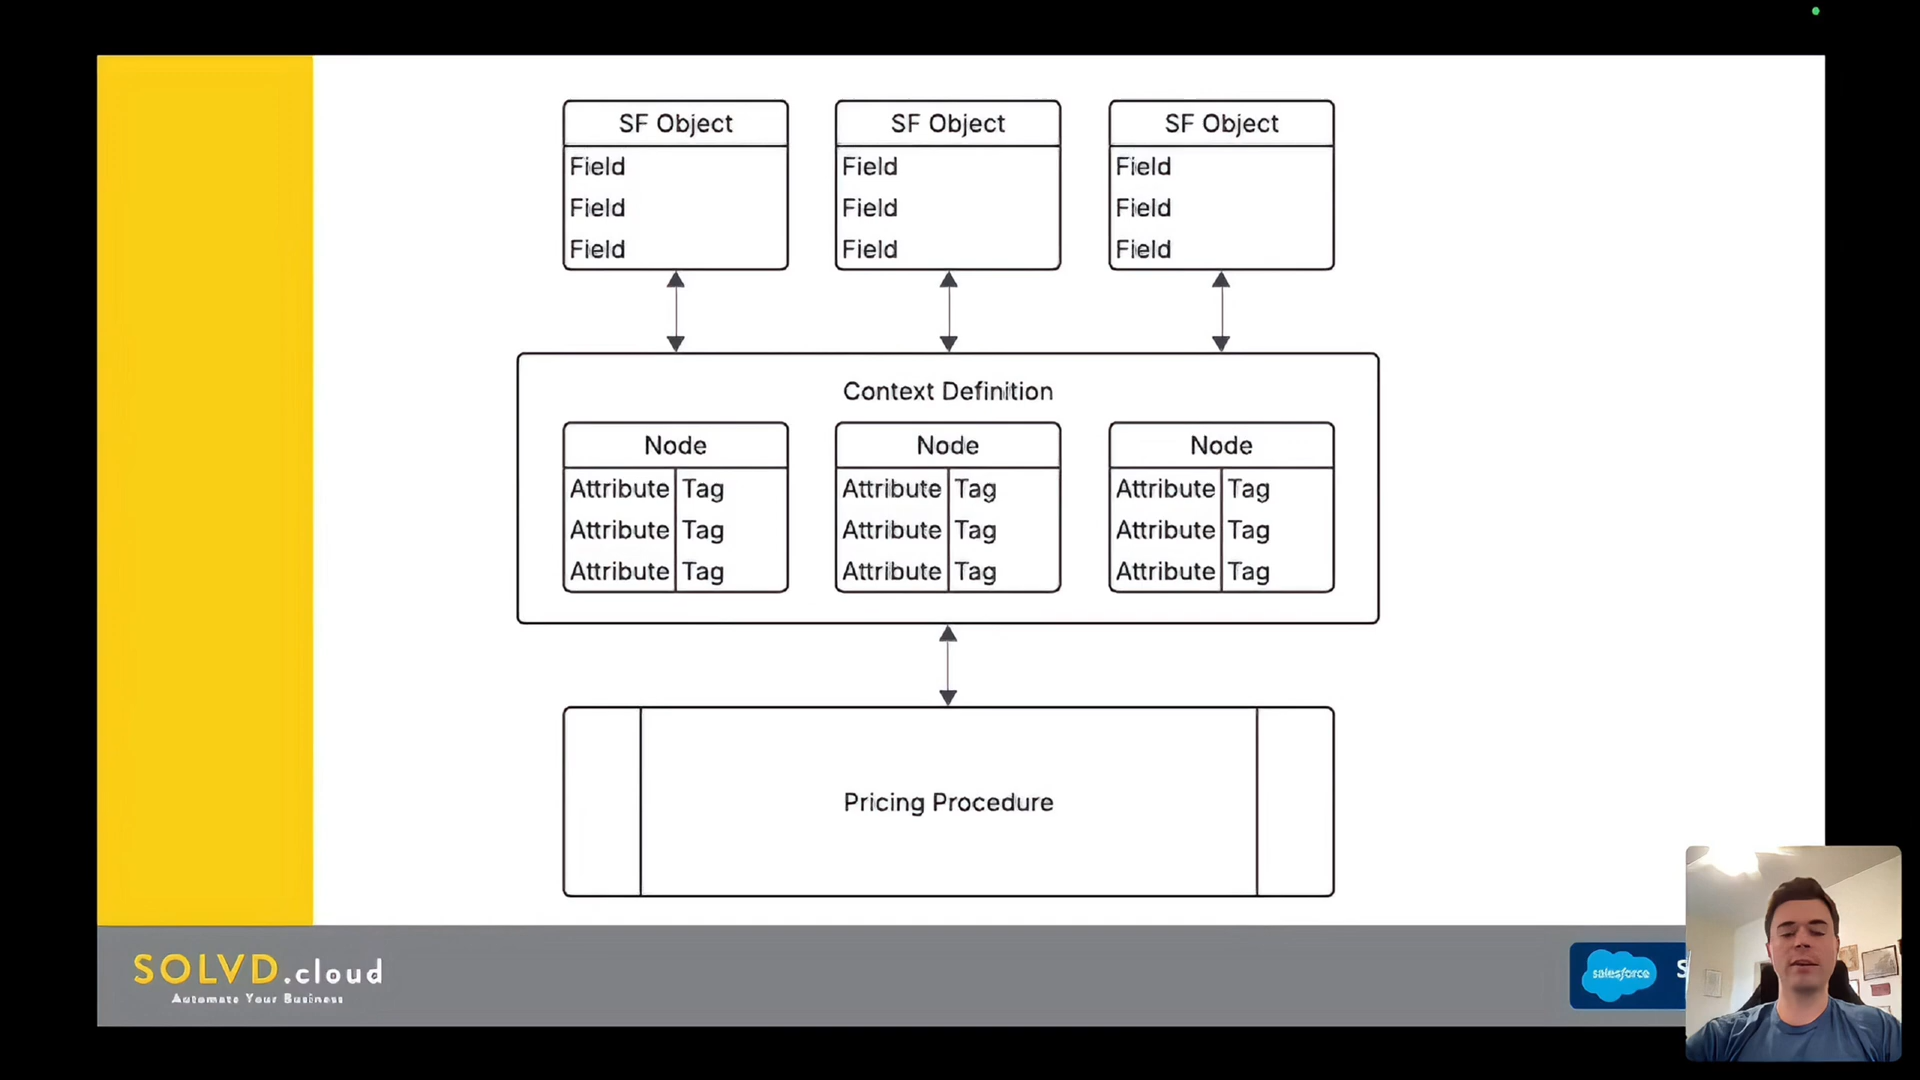 SF Object SF Object SF Object
Field Field Field
Field Field Field
Field Field Field
Context Definition
Node Node Node
Attribute Tag Attribute Tag Attribute Tag
Attribute Tag Attribute Tag Attribute Tag
Attribute Tag Attribute Tag Attribute Tag
Pricing Procedure
SOLVD.cloud
Automate Your Business
salesforce